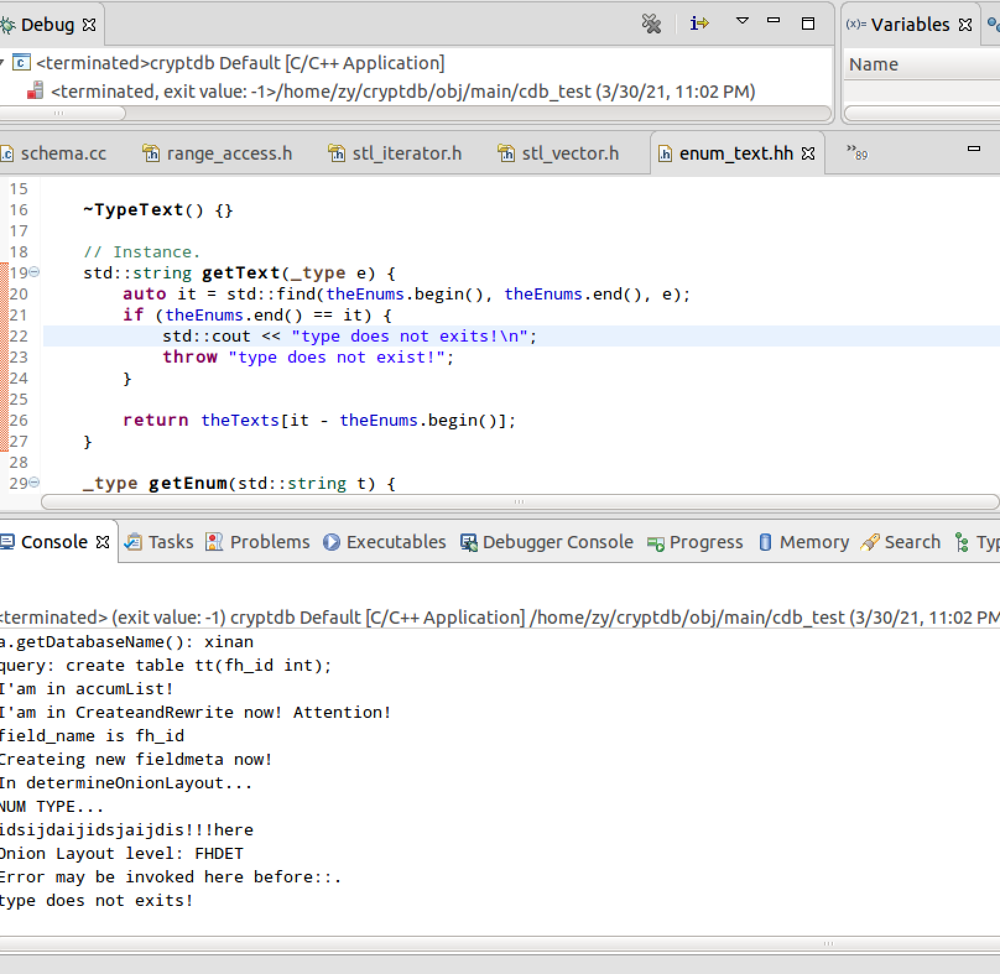 Debug
(x)= Variables
<terminated>cryptdb Default [C/C++ Application]
Name
<terminated, exit value: -1>/home/zy/cryptdb/obj/main/cdb_test (3/30/21, 11:02 PM)
schema.cc range_access.h stl_iterator.h stl_vector.h enum_text.hh »89
15
16 ~TypeText() {}
17
18 // Instance.
19 std::string getText(_type e) {
20 auto it = std::find(theEnums.begin(), theEnums.end(), e);
21 if (theEnums.end() == it) {
22 std::cout << "type does not exits!\n";
23 throw "type does not exist!";
24 }
25
26 return theTexts[it - theEnums.begin()];
27 }
28
29 _type getEnum(std::string t) {
Console Tasks Problems Executables Debugger Console Progress Memory Search Typ
<terminated> (exit value: -1) cryptdb Default [C/C++ Application] /home/zy/cryptdb/obj/main/cdb_test (3/30/21, 11:02 PM
a.getDatabaseName(): xinan
query: create table tt(fh_id int);
I'am in accumList!
I'am in CreateandRewrite now! Attention!
field_name is fh_id
Createing new fieldmeta now!
In determineOnionLayout...
NUM TYPE...
idsijdaijidsjaijdis!!!here
Onion Layout level: FHDET
Error may be invoked here before::.
type does not exits!